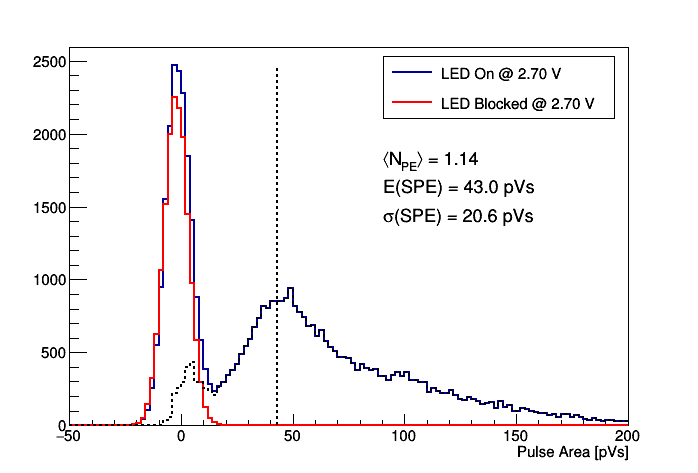 LED On @ 2.70 V
LED Blocked @ 2.70 V
⟨N_PE⟩ = 1.14
E(SPE) = 43.0 pVs
σ(SPE) = 20.6 pVs
2500
2000
1500
1000
500
0
−50 0 50 100 150 200
Pulse Area [pVs]